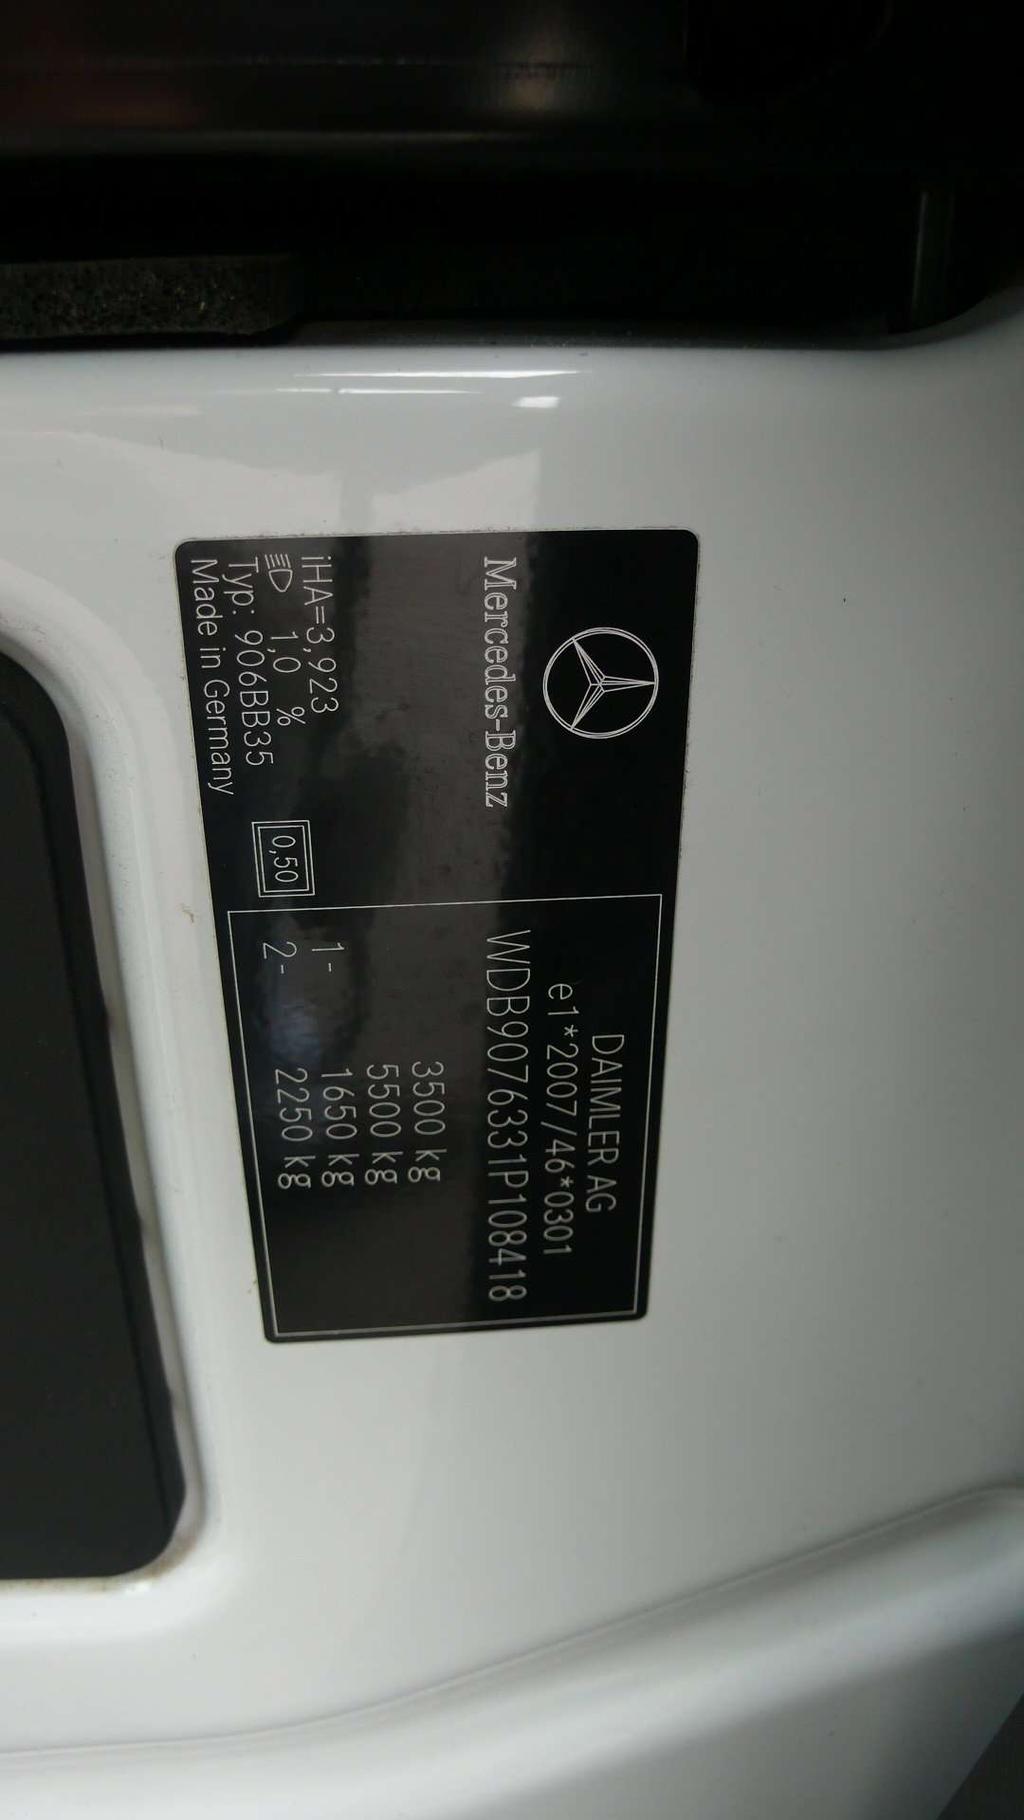 Mercedes-Benz
iHA=3,923
1,0 %
Typ: 906BB35
Made in Germany
0,50
DAIMLER AG
e1*2007/46*0301
WDB9076331P108418
3500 kg
5500 kg
1- 1650 kg
2- 2250 kg